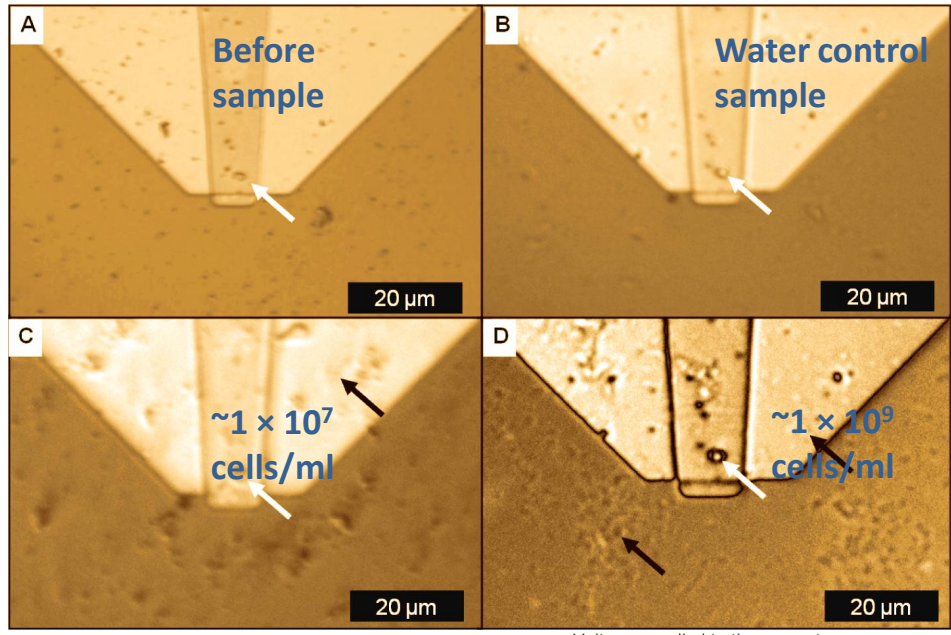 A
Before
sample
20 µm
B
Water control
sample
20 µm
C
~1 × 10⁷
cells/ml
20 µm
D
~1 × 10⁹
cells/ml
20 µm